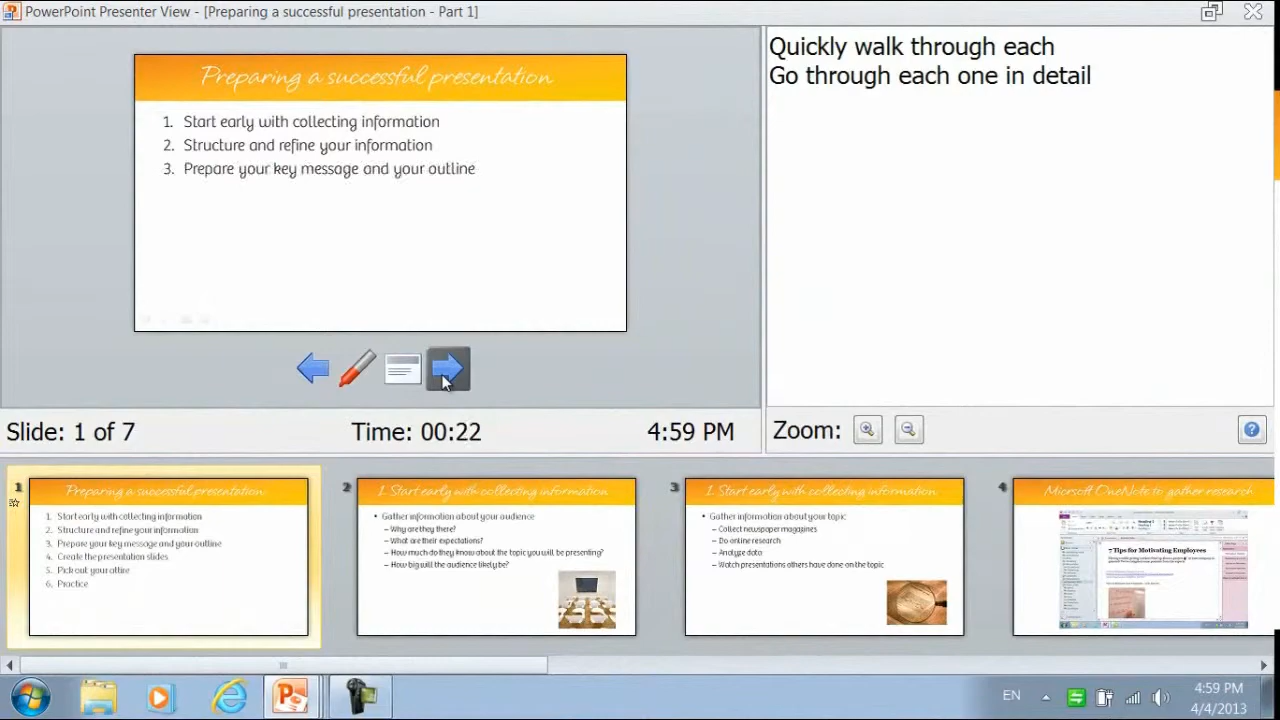 PowerPoint Presenter View - [Preparing a successful presentation - Part 1]
Preparing a successful presentation
1. Start early with collecting information
2. Structure and refine your information
3. Prepare your key message and your outline
Quickly walk through each
Go through each one in detail
Slide: 1 of 7
Time: 00:22
4:59 PM
Zoom:
1
Preparing a successful presentation
1. Start early with collecting information
2. Structure and refine your information
3. Prepare your key message and your outline
4. Create the presentation slides
5. Pick out your attire
6. Practice
2
1. Start early with collecting information
• Gather information about your audience
– Why are they there?
– What are their expectations?
– How much do they know about the topic you will be presenting?
– How big will the audience likely be?
3
1. Start early with collecting information
• Gather information about your topic
– Collect newspaper magazines
– Do online research
– Analyze data
– Watch presentations others have done on the topic
4
Micrsoft OneNote to gather research
7 Tips for Motivating Employees
EN
4:59 PM
4/4/2013